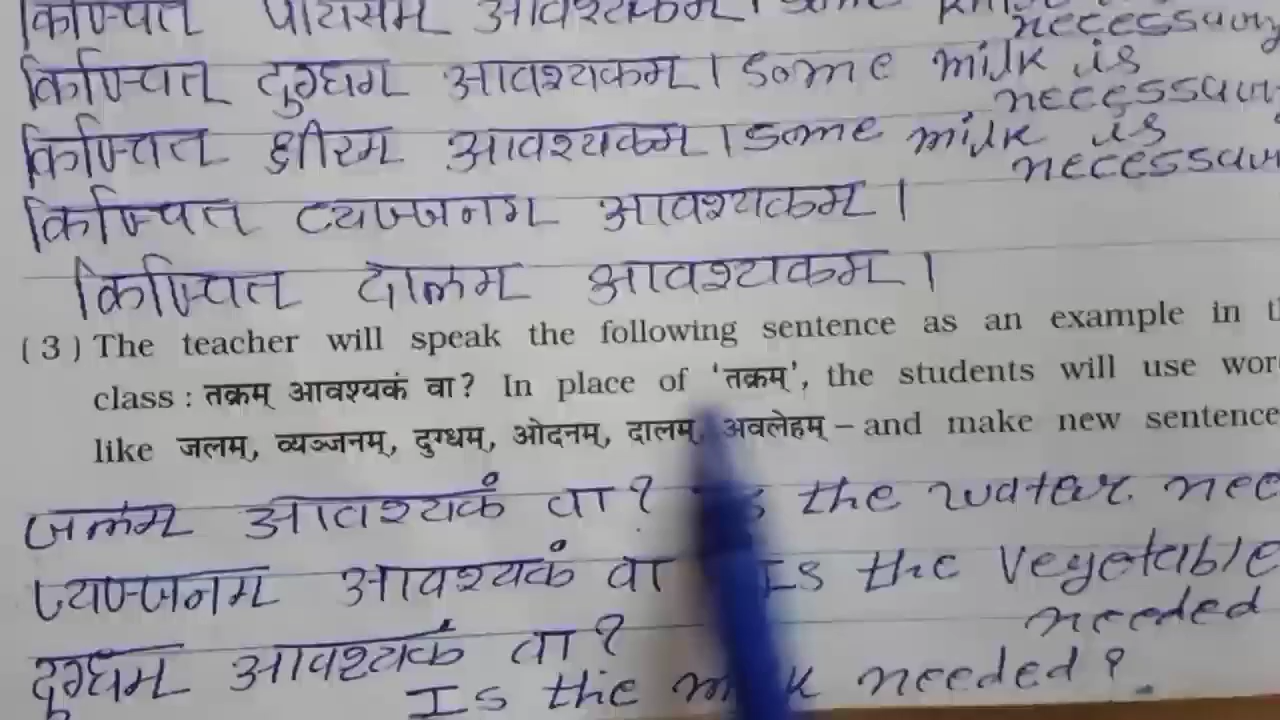 किञ्चित पायसम आवश्यकम। some
necessary
किञ्चित् दुग्धम आवश्यकम। some milk is
necessary
किञ्चित क्षीरम आवश्यकम। some milk is
necessary
किञ्चित व्यञ्जनम आवश्यकम।
किञ्चित दालम आवश्यकम।
(3) The teacher will speak the following sentence as an example in
class : तक्रम् आवश्यकं वा? In place of 'तक्रम्', the students will use
like जलम्, व्यञ्जनम्, दुग्धम्, ओदनम्, दालम्, अवलेहम् – and make new sentence
जलम आवश्यकं वा? the water
व्यञ्जनम आवश्यकं वा Is the Vegetable
needed
दुग्धम आवश्यकं वा?
Is the needed?